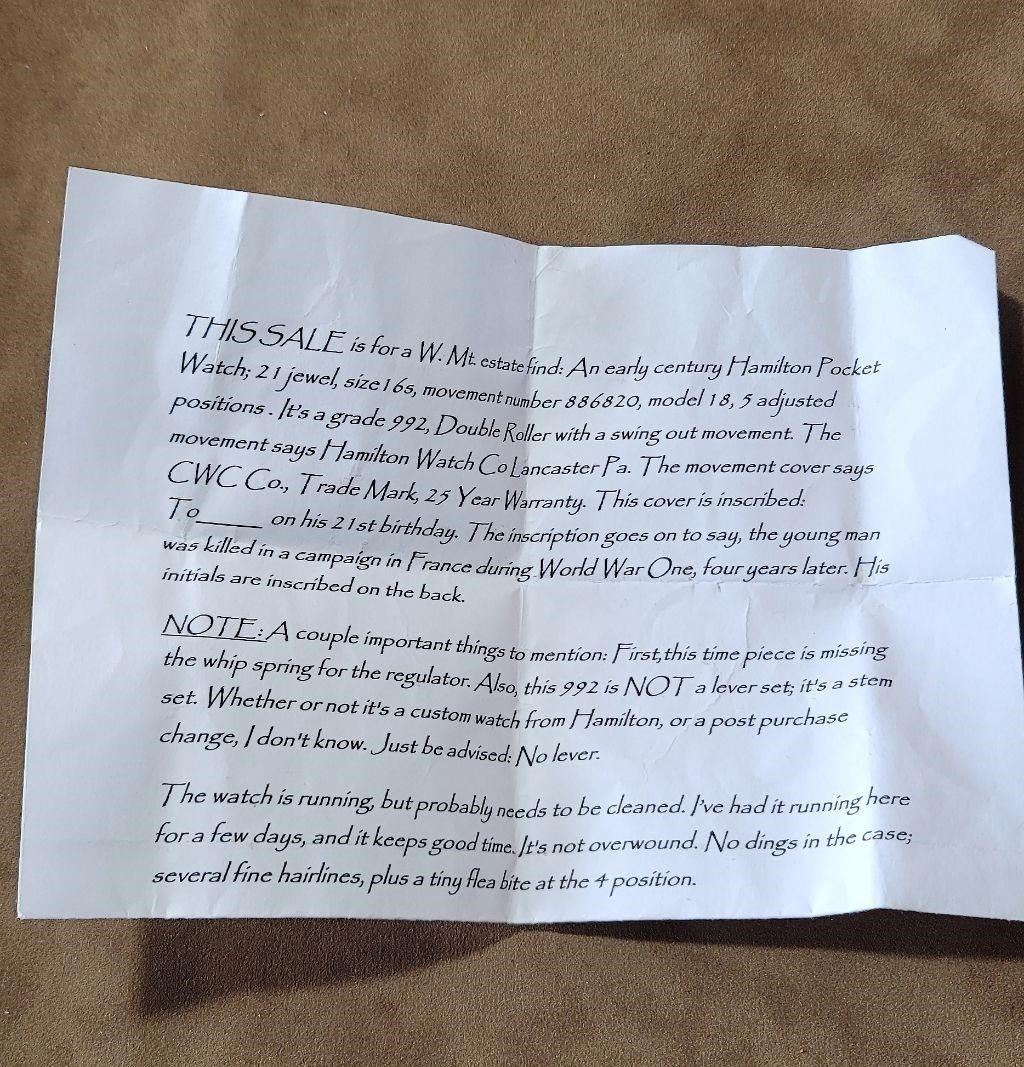 THIS SALE is for a W. Mt. estate find: An early century Hamilton Pocket
Watch; 21 jewel, size16s, movement number 886820, model 18, 5 adjusted
positions. It's a grade 992, Double Roller with a swing out movement. The
movement says Hamilton Watch Co Lancaster Pa. The movement cover says
CWC Co., Trade Mark, 25 Year Warranty. This cover is inscribed:
To_____ on his 21st birthday. The inscription goes on to say, the young man
was killed in a campaign in France during World War One, four years later. His
initials are inscribed on the back.
NOTE: A couple important things to mention: First, this time piece is missing
the whip spring for the regulator. Also, this 992 is NOT a lever set; it's a stem
set. Whether or not it's a custom watch from Hamilton, or a post purchase
change, I don't know. Just be advised: No lever.
The watch is running, but probably needs to be cleaned. I've had it running here
for a few days, and it keeps good time. It's not overwound. No dings in the case;
several fine hairlines, plus a tiny flea bite at the 4 position.